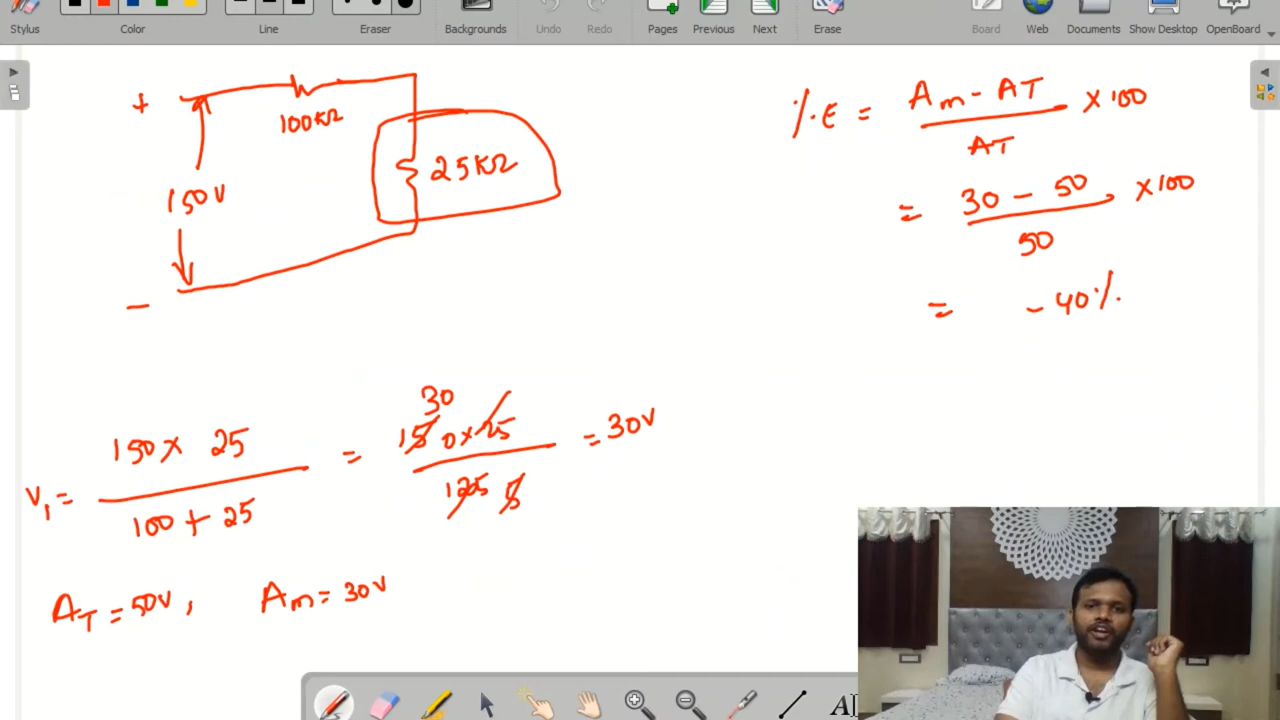 Stylus Color Line Eraser Backgrounds Undo Redo Pages Previous Next Erase Board Web Documents Show Desktop OpenBoard
+
100KΩ
25KΩ
150V
−
%E = Am - AT / AT × 100
= 30 - 50 / 50 × 100
= - 40%
V1 = 150 × 25 / 100 + 25 = 30 150 × 25 / 125 5 = 30V
AT = 50V, Am = 30V
AI